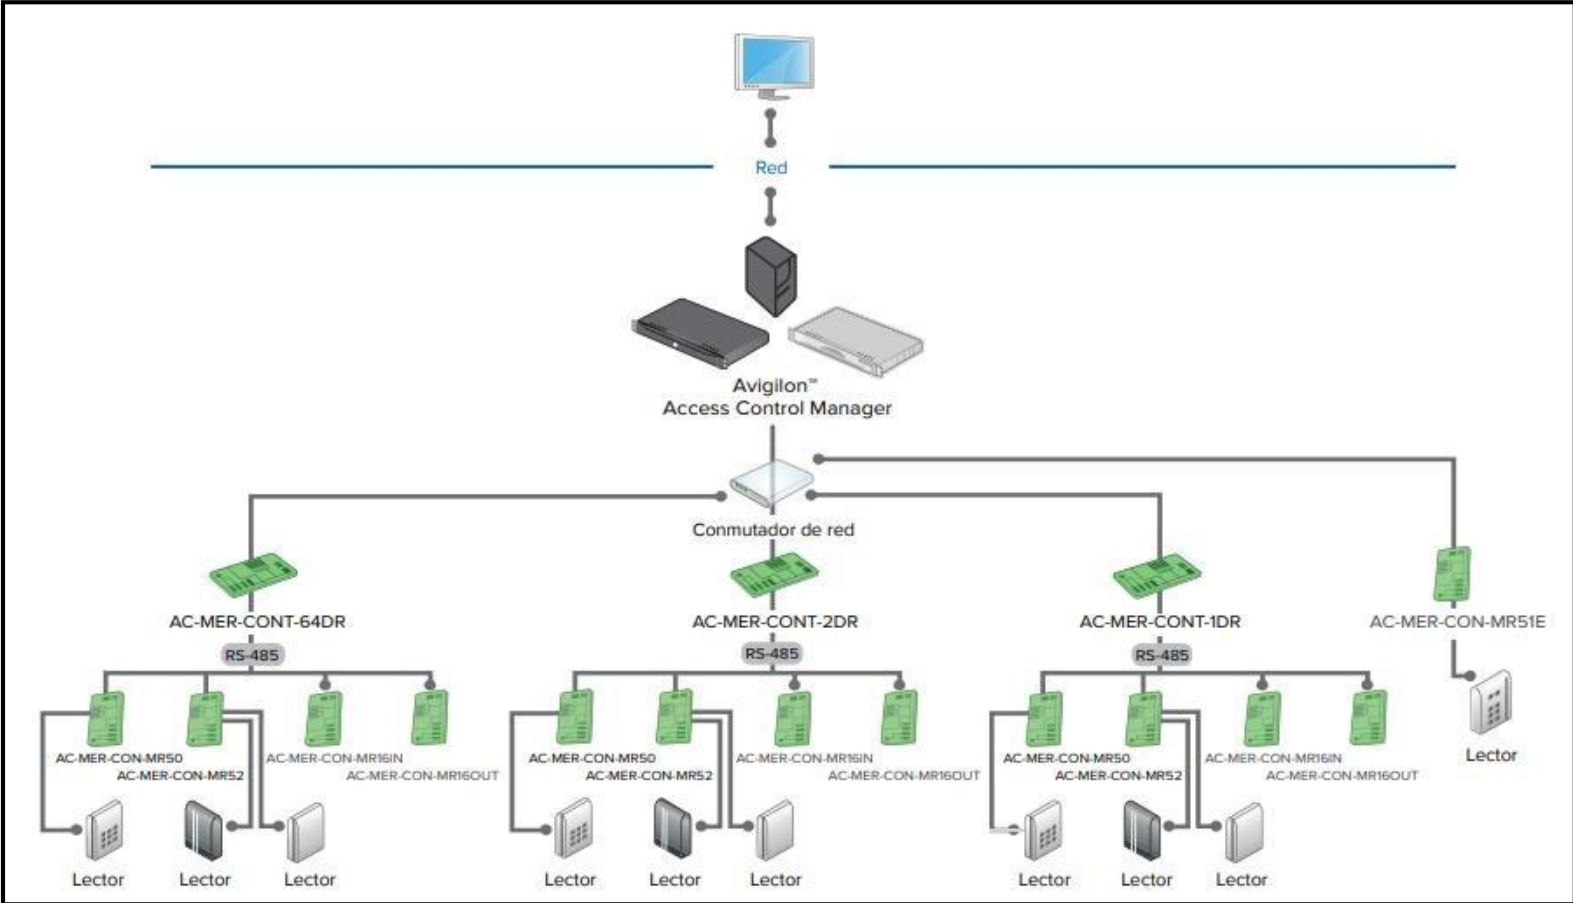 Red
Avigilon™
Access Control Manager
Conmutador de red
AC-MER-CONT-64DR
AC-MER-CONT-2DR
AC-MER-CONT-1DR
AC-MER-CON-MR51E
RS-485
RS-485
RS-485
AC-MER-CON-MR50
AC-MER-CON-MR16IN
AC-MER-CON-MR50
AC-MER-CON-MR16IN
AC-MER-CON-MR50
AC-MER-CON-MR16IN
Lector
AC-MER-CON-MR52
AC-MER-CON-MR16OUT
AC-MER-CON-MR52
AC-MER-CON-MR16OUT
AC-MER-CON-MR52
AC-MER-CON-MR16OUT
Lector
Lector
Lector
Lector
Lector
Lector
Lector
Lector
Lector